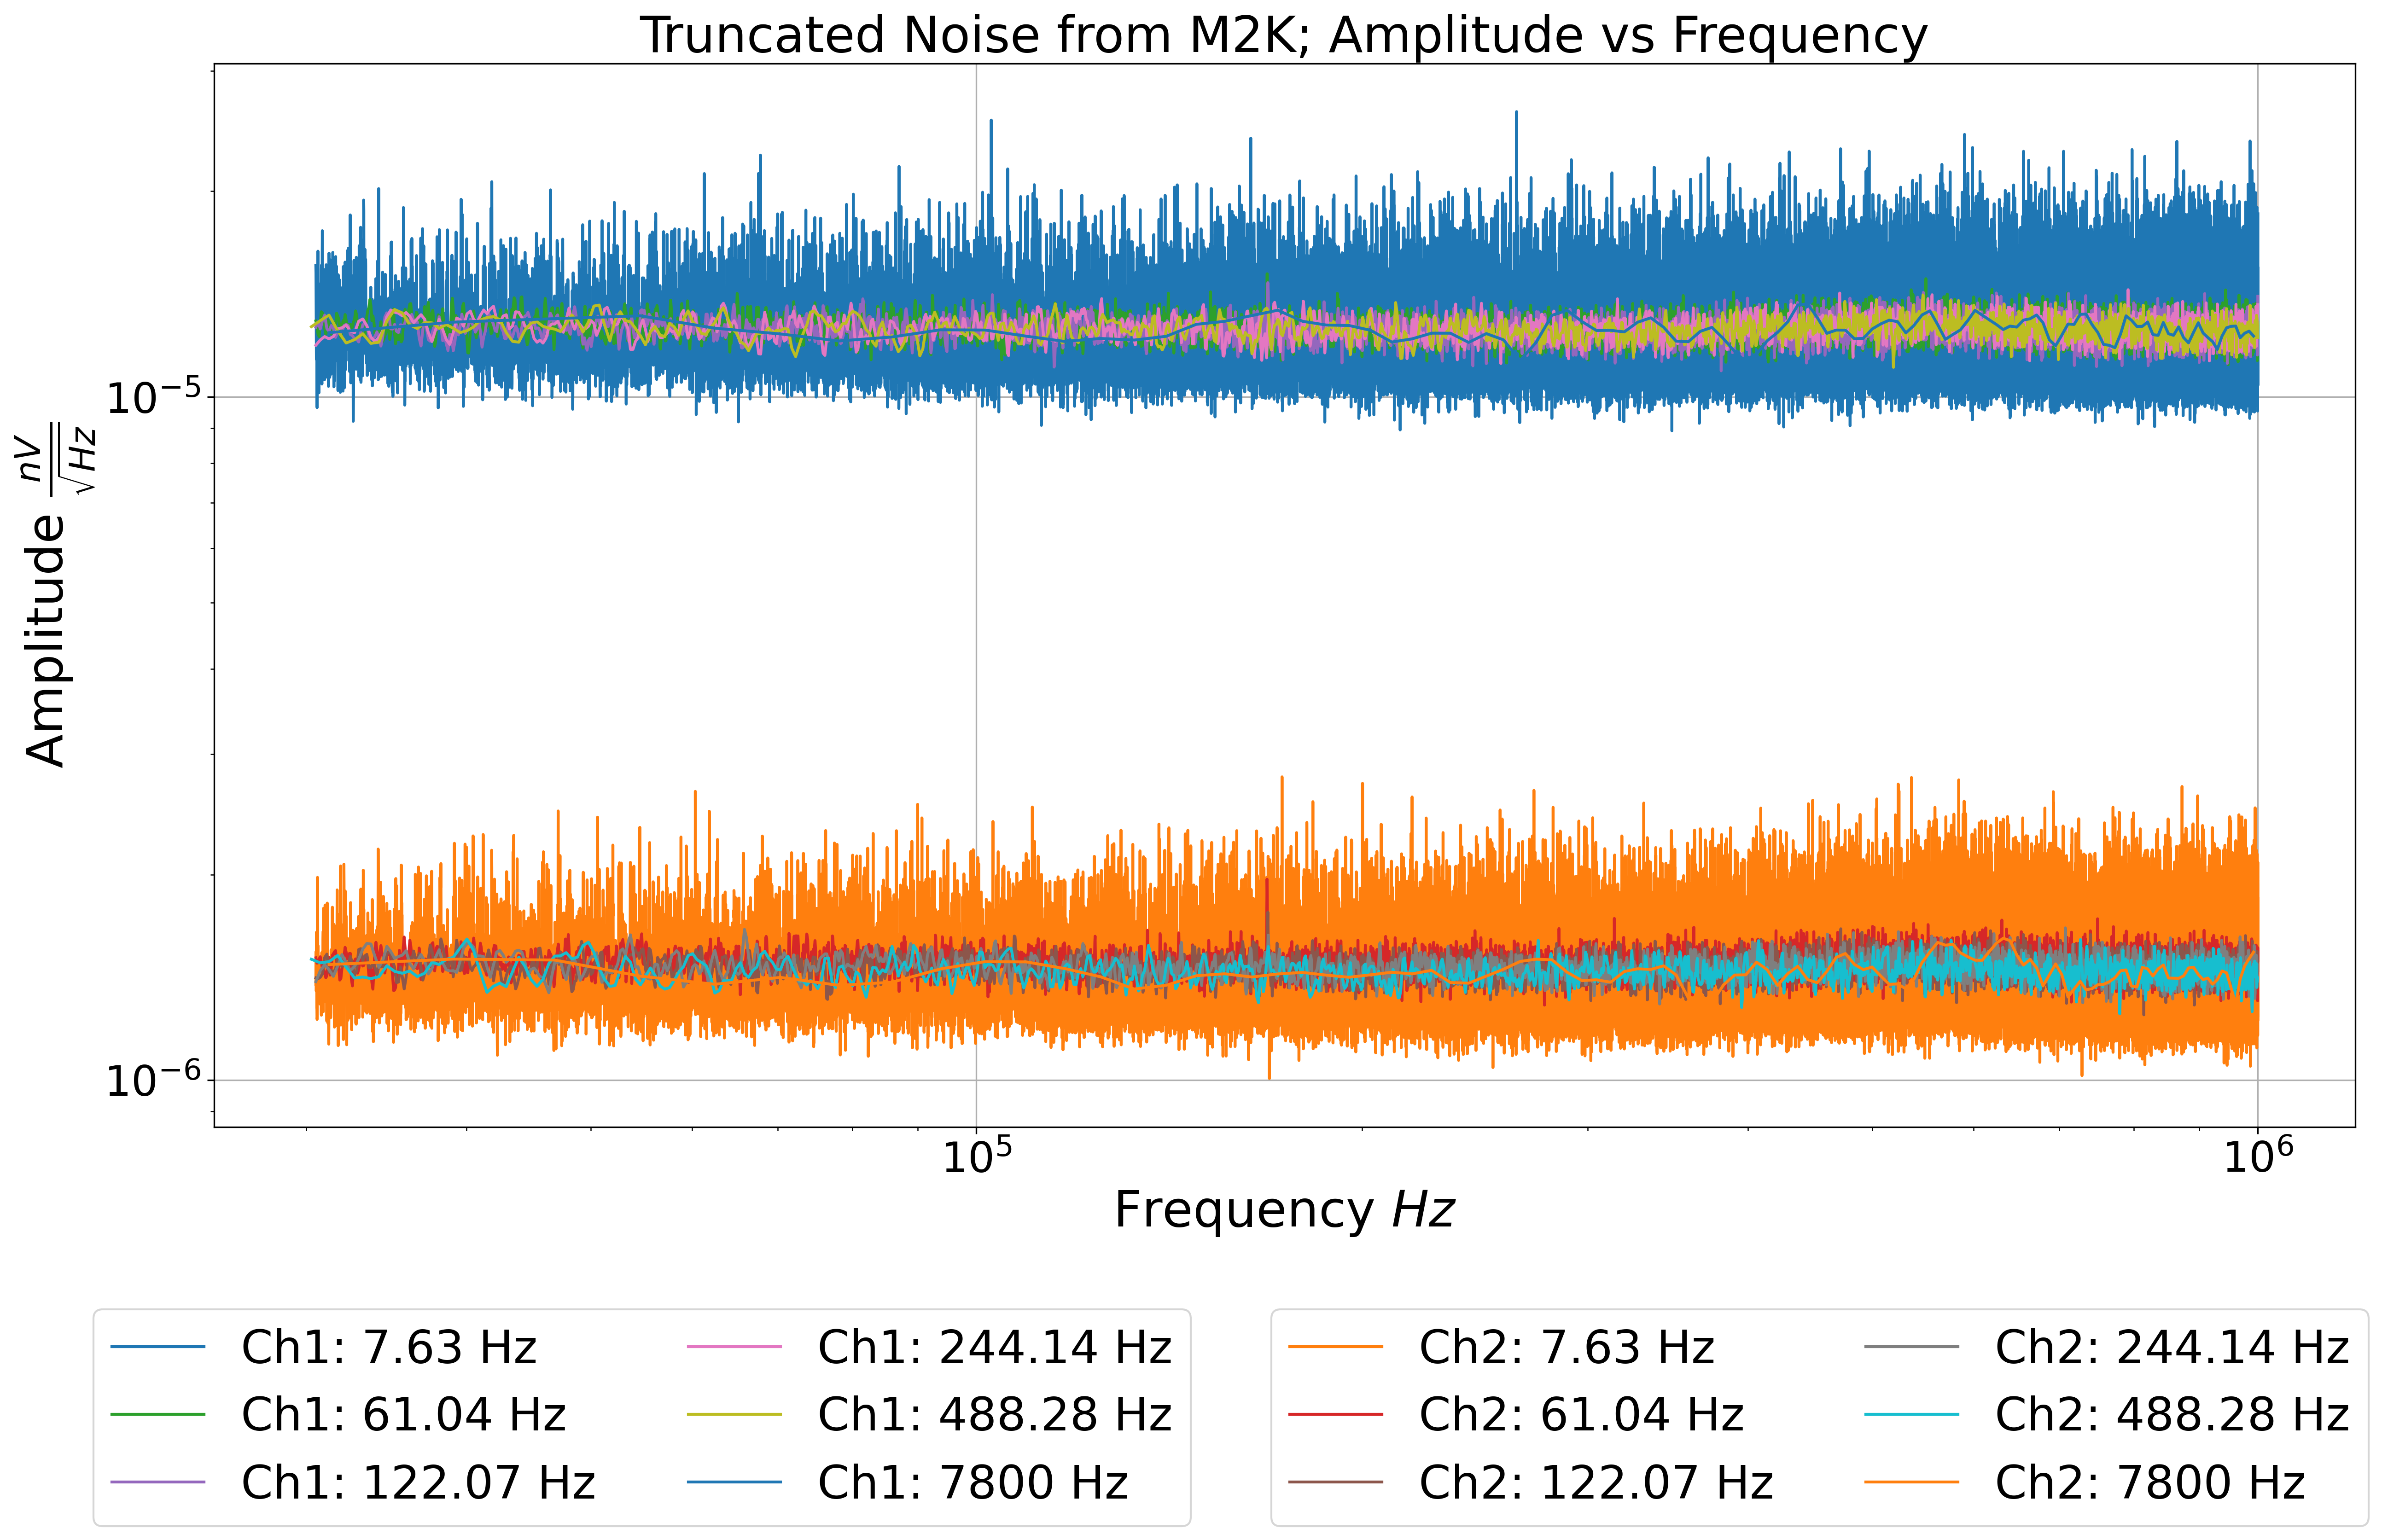 Truncated Noise from M2K; Amplitude vs Frequency
Amplitude nV/√Hz
10⁻⁵
10⁻⁶
10⁵
10⁶
Frequency Hz
Ch1: 7.63 Hz
Ch1: 61.04 Hz
Ch1: 122.07 Hz
Ch1: 244.14 Hz
Ch1: 488.28 Hz
Ch1: 7800 Hz
Ch2: 7.63 Hz
Ch2: 61.04 Hz
Ch2: 122.07 Hz
Ch2: 244.14 Hz
Ch2: 488.28 Hz
Ch2: 7800 Hz